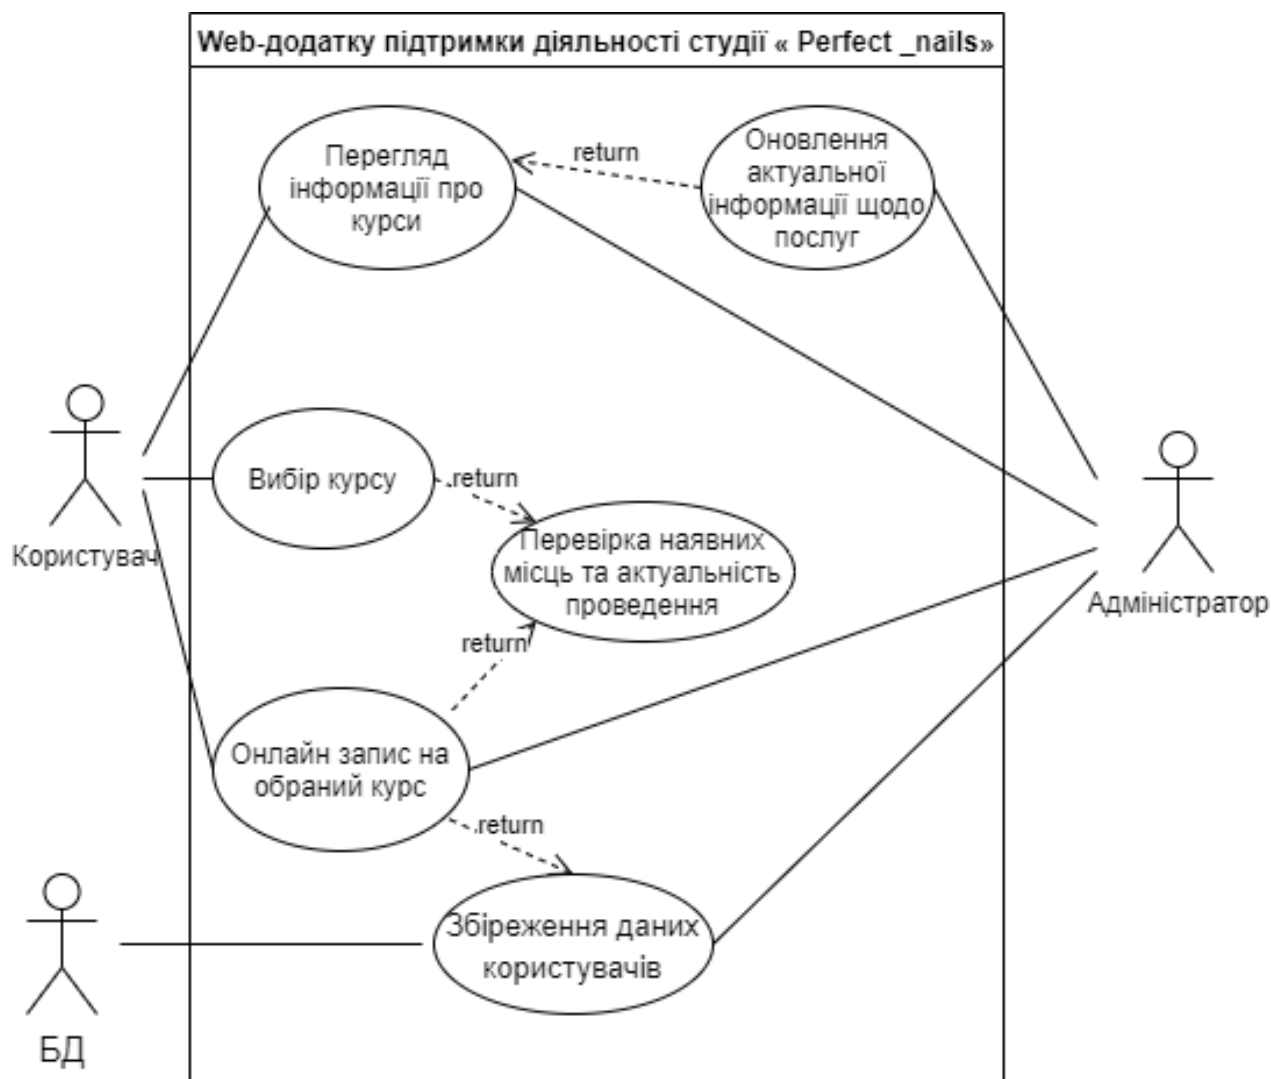 Web-додатку підтримки діяльності студії « Perfect _nails»
Перегляд
інформації про
курси
return
Оновлення
актуальної
інформації щодо
послуг
Користувач
Вибір курсу
return
Перевірка наявних
місць та актуальність
проведення
Адміністратор
return
Онлайн запис на
обраний курс
return
Збіреження даних
користувачів
БД